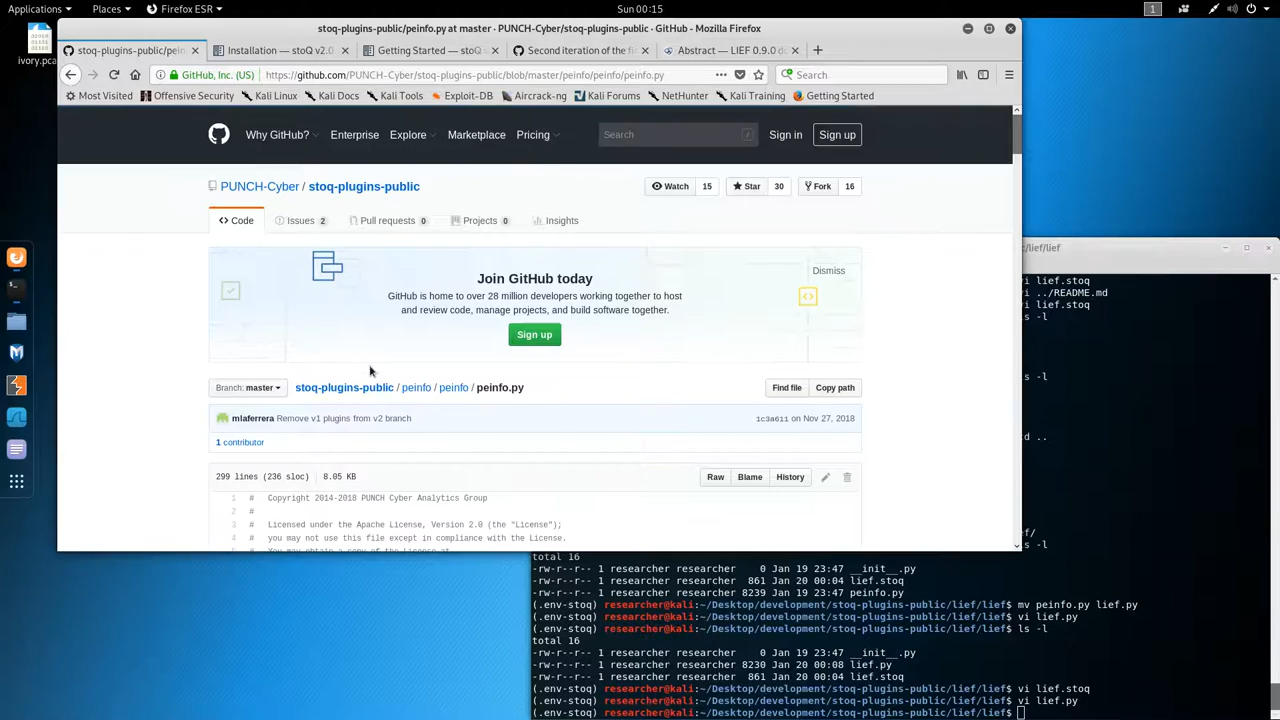 Applications
Places
Firefox ESR
Sun 00:15
1
ivory.pca
stoq-plugins-public/peinfo.py at master · PUNCH-Cyber/stoq-plugins-public · GitHub - Mozilla Firefox
stoq-plugins-public/pein
Installation — stoQ v2.0
Getting Started — stoQ
Second iteration of the fi
Abstract — LIEF 0.9.0 do
GitHub, Inc. (US)
https://github.com/PUNCH-Cyber/stoq-plugins-public/blob/master/peinfo/peinfo/peinfo.py
Search
Most Visited
Offensive Security
Kali Linux
Kali Docs
Kali Tools
Exploit-DB
Aircrack-ng
Kali Forums
NetHunter
Kali Training
Getting Started
Why GitHub?
Enterprise
Explore
Marketplace
Pricing
Search
/
Sign in
Sign up
PUNCH-Cyber / stoq-plugins-public
Watch 15
Star 30
Fork 16
Code
Issues 2
Pull requests 0
Projects 0
Insights
Join GitHub today
Dismiss
GitHub is home to over 28 million developers working together to host
and review code, manage projects, and build software together.
Sign up
Branch: master
stoq-plugins-public / peinfo / peinfo / peinfo.py
Find file
Copy path
mlaferrera Remove v1 plugins from v2 branch
1c3a611 on Nov 27, 2018
1 contributor
299 lines (236 sloc) | 8.05 KB
Raw
Blame
History
1 # Copyright 2014-2018 PUNCH Cyber Analytics Group
2 #
3 # Licensed under the Apache License, Version 2.0 (the "License");
4 # you may not use this file except in compliance with the License.
/lief/lief
vi lief.stoq
vi ../README.md
vi lief.stoq
ls -l
ls -l
cd ..
ef/
ls -l
total 16
-rw-r--r-- 1 researcher researcher 0 Jan 19 23:47 __init__.py
-rw-r--r-- 1 researcher researcher 861 Jan 20 00:04 lief.stoq
-rw-r--r-- 1 researcher researcher 8239 Jan 19 23:47 peinfo.py
(.env-stoq) researcher@kali:~/Desktop/development/stoq-plugins-public/lief/lief$ mv peinfo.py lief.py
(.env-stoq) researcher@kali:~/Desktop/development/stoq-plugins-public/lief/lief$ vi lief.py
(.env-stoq) researcher@kali:~/Desktop/development/stoq-plugins-public/lief/lief$ ls -l
total 16
-rw-r--r-- 1 researcher researcher 0 Jan 19 23:47 __init__.py
-rw-r--r-- 1 researcher researcher 8230 Jan 20 00:08 lief.py
-rw-r--r-- 1 researcher researcher 861 Jan 20 00:04 lief.stoq
(.env-stoq) researcher@kali:~/Desktop/development/stoq-plugins-public/lief/lief$ vi lief.stoq
(.env-stoq) researcher@kali:~/Desktop/development/stoq-plugins-public/lief/lief$ vi lief.py
(.env-stoq) researcher@kali:~/Desktop/development/stoq-plugins-public/lief/lief$